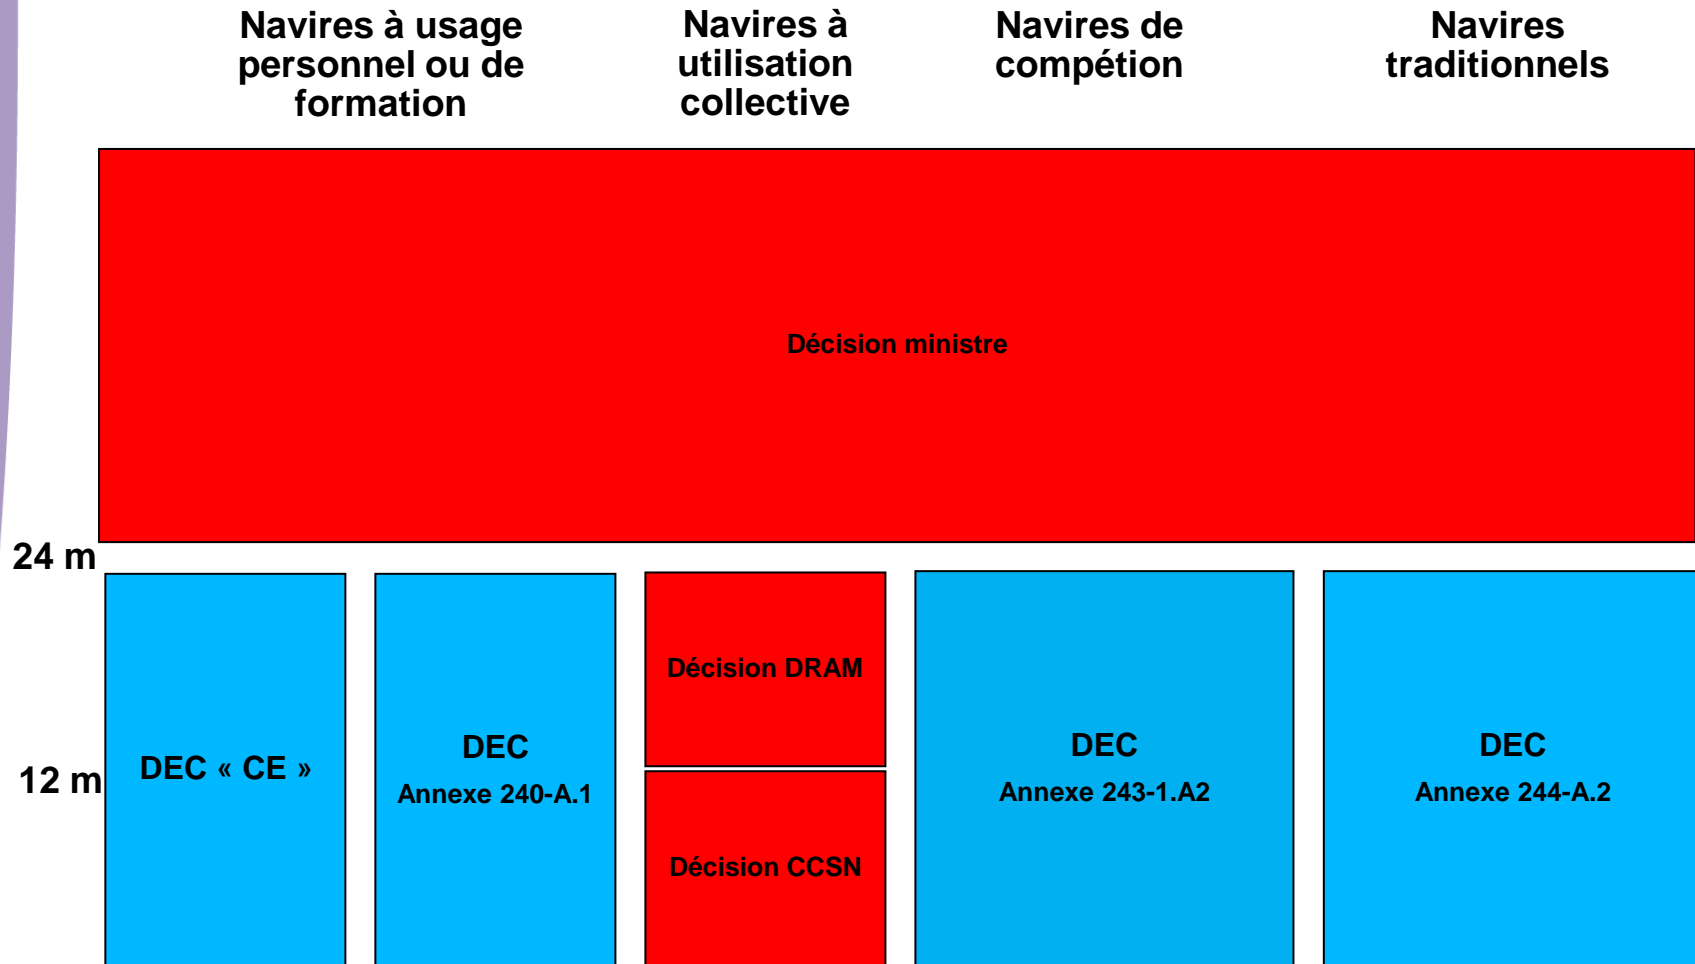 Navires à usage
personnel ou de
formation
Navires à
utilisation
collective
Navires de
compétion
Navires
traditionnels
Décision ministre
24 m
12 m
DEC « CE »
DEC
Annexe 240-A.1
Décision DRAM
Décision CCSN
DEC
Annexe 243-1.A2
DEC
Annexe 244-A.2